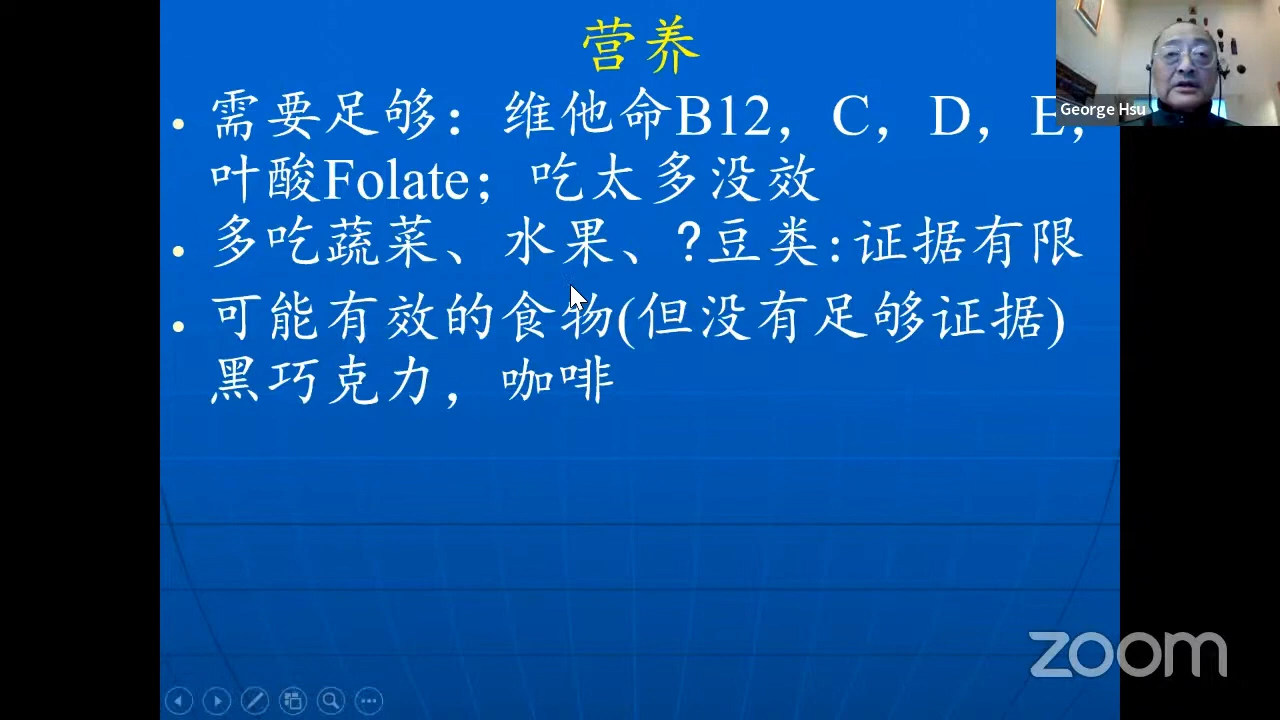 营养
需要足够：维他命B12，C，D，E，
叶酸Folate；吃太多没效
多吃蔬菜、水果、?豆类:证据有限
可能有效的食物(但没有足够证据)
黑巧克力，咖啡
George Hsu
zoom